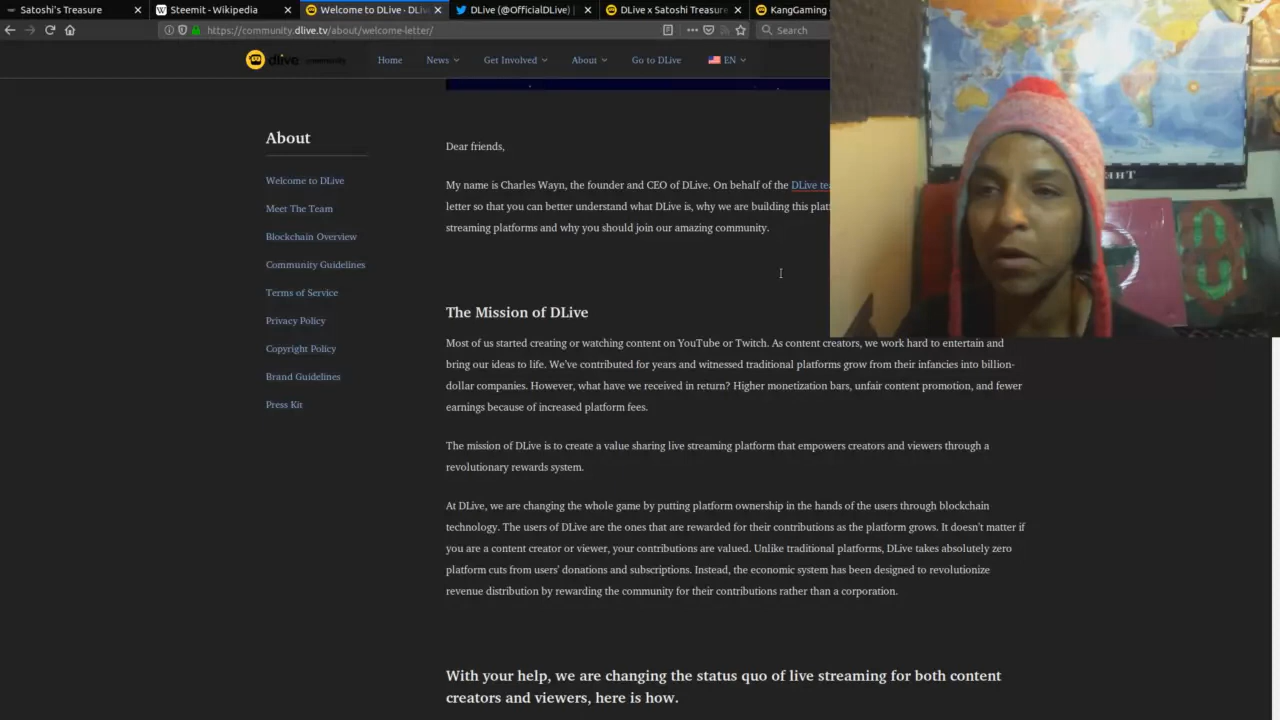 Satoshi's Treasure
Steemit - Wikipedia
Welcome to DLive · DLiv
DLive (@OfficialDLive) |
DLive x Satoshi Treasure
KangGaming
https://community.dlive.tv/about/welcome-letter/
Search
dlive community
Home
News
Get Involved
About
Go to DLive
EN
About
Welcome to DLive
Meet The Team
Blockchain Overview
Community Guidelines
Terms of Service
Privacy Policy
Copyright Policy
Brand Guidelines
Press Kit
Dear friends,
My name is Charles Wayn, the founder and CEO of DLive. On behalf of the DLive te
letter so that you can better understand what DLive is, why we are building this plat
streaming platforms and why you should join our amazing community.
The Mission of DLive
Most of us started creating or watching content on YouTube or Twitch. As content creators, we work hard to entertain and
bring our ideas to life. We've contributed for years and witnessed traditional platforms grow from their infancies into billion-
dollar companies. However, what have we received in return? Higher monetization bars, unfair content promotion, and fewer
earnings because of increased platform fees.
The mission of DLive is to create a value sharing live streaming platform that empowers creators and viewers through a
revolutionary rewards system.
At DLive, we are changing the whole game by putting platform ownership in the hands of the users through blockchain
technology. The users of DLive are the ones that are rewarded for their contributions as the platform grows. It doesn't matter if
you are a content creator or viewer, your contributions are valued. Unlike traditional platforms, DLive takes absolutely zero
platform cuts from users' donations and subscriptions. Instead, the economic system has been designed to revolutionize
revenue distribution by rewarding the community for their contributions rather than a corporation.
With your help, we are changing the status quo of live streaming for both content
creators and viewers, here is how.